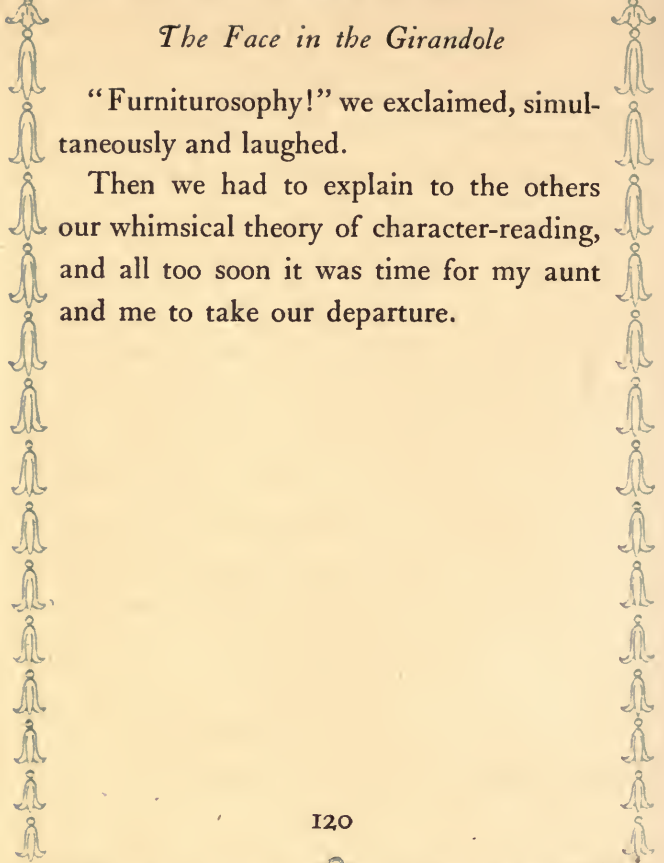 The Face in the Girandole
“Furniturosophy!” we exclaimed, simul-
taneously and laughed.
Then we had to explain to the others
our whimsical theory of character-reading,
and all too soon it was time for my aunt
and me to take our departure.
120